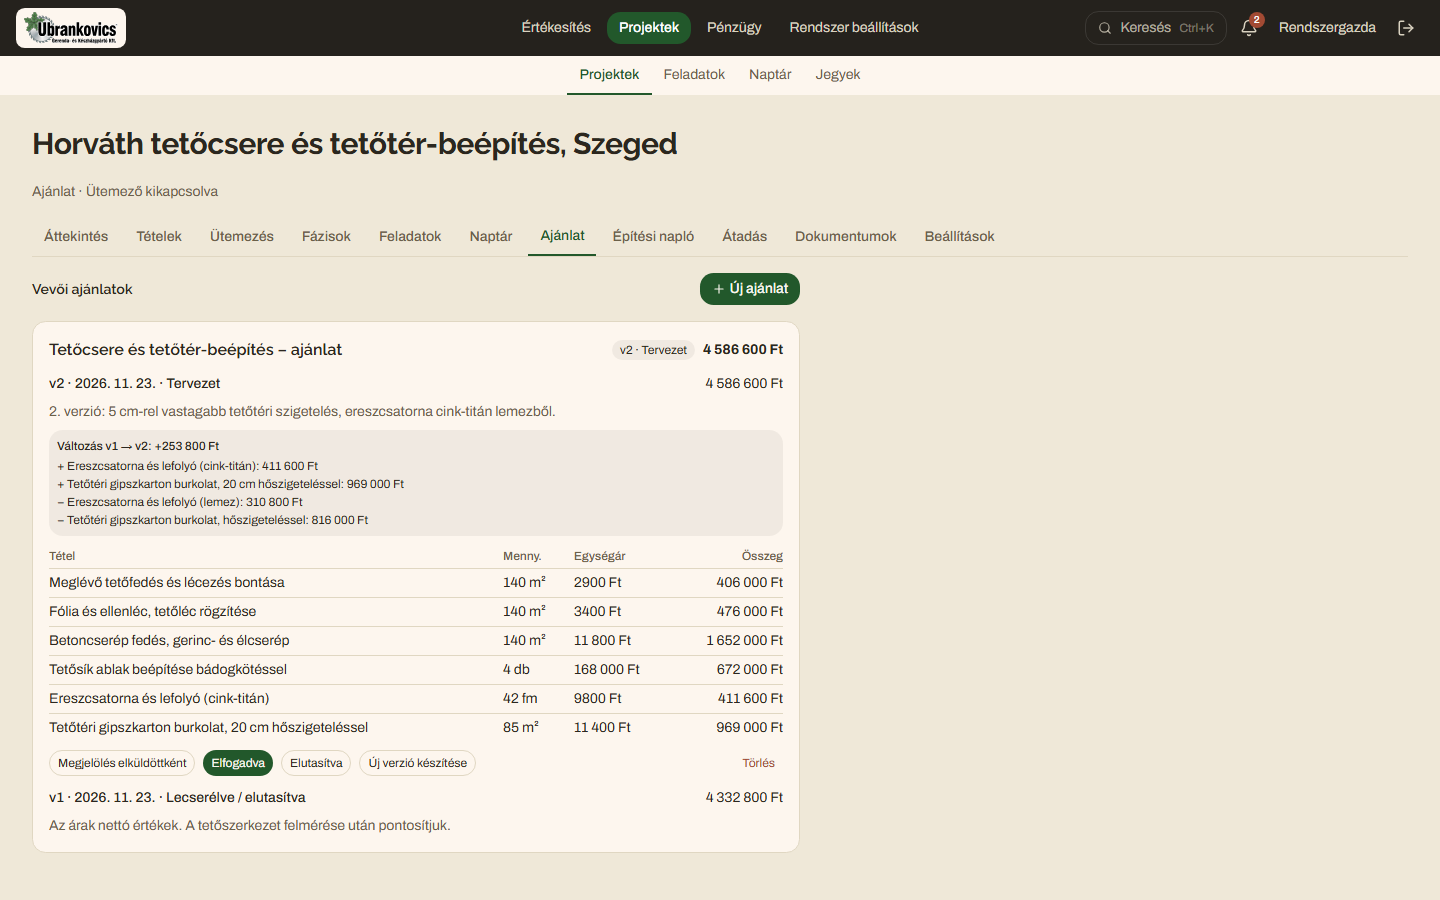 Ubrankovics
Gerenda- és Készházgyártó Kft.
Értékesítés Projektek Pénzügy Rendszer beállítások Keresés Ctrl+K 2 Rendszergazda
Projektek Feladatok Naptár Jegyek
Horváth tetőcsere és tetőtér-beépítés, Szeged
Ajánlat · Ütemező kikapcsolva
Áttekintés Tételek Ütemezés Fázisok Feladatok Naptár Ajánlat Építési napló Átadás Dokumentumok Beállítások
Vevői ajánlatok + Új ajánlat
Tetőcsere és tetőtér-beépítés – ajánlat v2 · Tervezet 4 586 600 Ft
v2 · 2026. 11. 23. · Tervezet 4 586 600 Ft
2. verzió: 5 cm-rel vastagabb tetőtéri szigetelés, ereszcsatorna cink-titán lemezből.
Változás v1 → v2: +253 800 Ft
+ Ereszcsatorna és lefolyó (cink-titán): 411 600 Ft
+ Tetőtéri gipszkarton burkolat, 20 cm hőszigeteléssel: 969 000 Ft
− Ereszcsatorna és lefolyó (lemez): 310 800 Ft
− Tetőtéri gipszkarton burkolat, hőszigeteléssel: 816 000 Ft
Tétel Menny. Egységár Összeg
Meglévő tetőfedés és lécezés bontása 140 m² 2900 Ft 406 000 Ft
Fólia és ellenléc, tetőléc rögzítése 140 m² 3400 Ft 476 000 Ft
Betoncserép fedés, gerinc- és élcserép 140 m² 11 800 Ft 1 652 000 Ft
Tetősík ablak beépítése bádogkötéssel 4 db 168 000 Ft 672 000 Ft
Ereszcsatorna és lefolyó (cink-titán) 42 fm 9800 Ft 411 600 Ft
Tetőtéri gipszkarton burkolat, 20 cm hőszigeteléssel 85 m² 11 400 Ft 969 000 Ft
Megjelölés elküldöttként Elfogadva Elutasítva Új verzió készítése Törlés
v1 · 2026. 11. 23. · Lecserélve / elutasítva 4 332 800 Ft
Az árak nettó értékek. A tetőszerkezet felmérése után pontosítjuk.